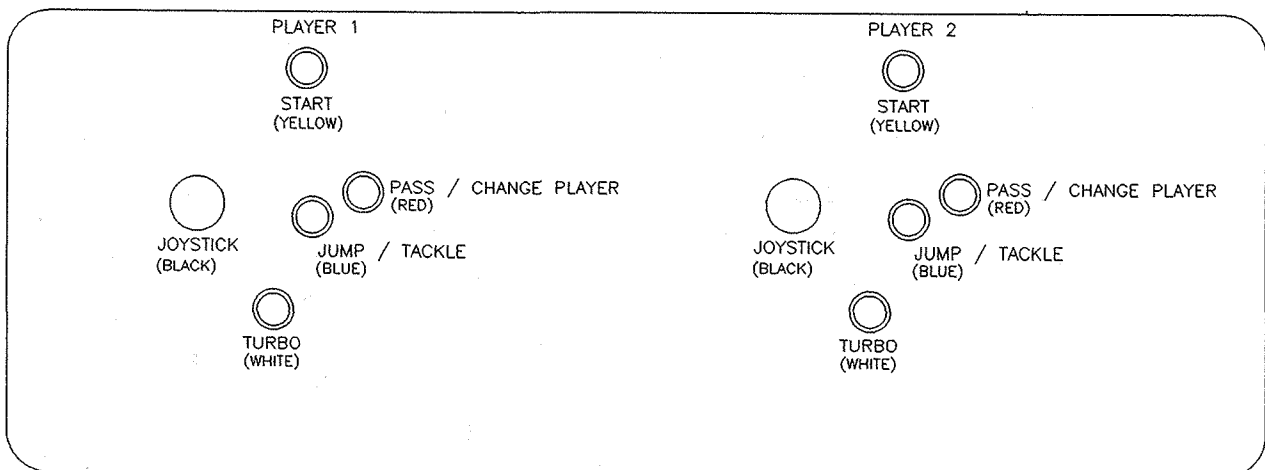 PLAYER 1
START
(YELLOW)
PASS / CHANGE PLAYER
(RED)
JOYSTICK
(BLACK)
JUMP / TACKLE
(BLUE)
TURBO
(WHITE)
PLAYER 2
START
(YELLOW)
PASS / CHANGE PLAYER
(RED)
JOYSTICK
(BLACK)
JUMP / TACKLE
(BLUE)
TURBO
(WHITE)